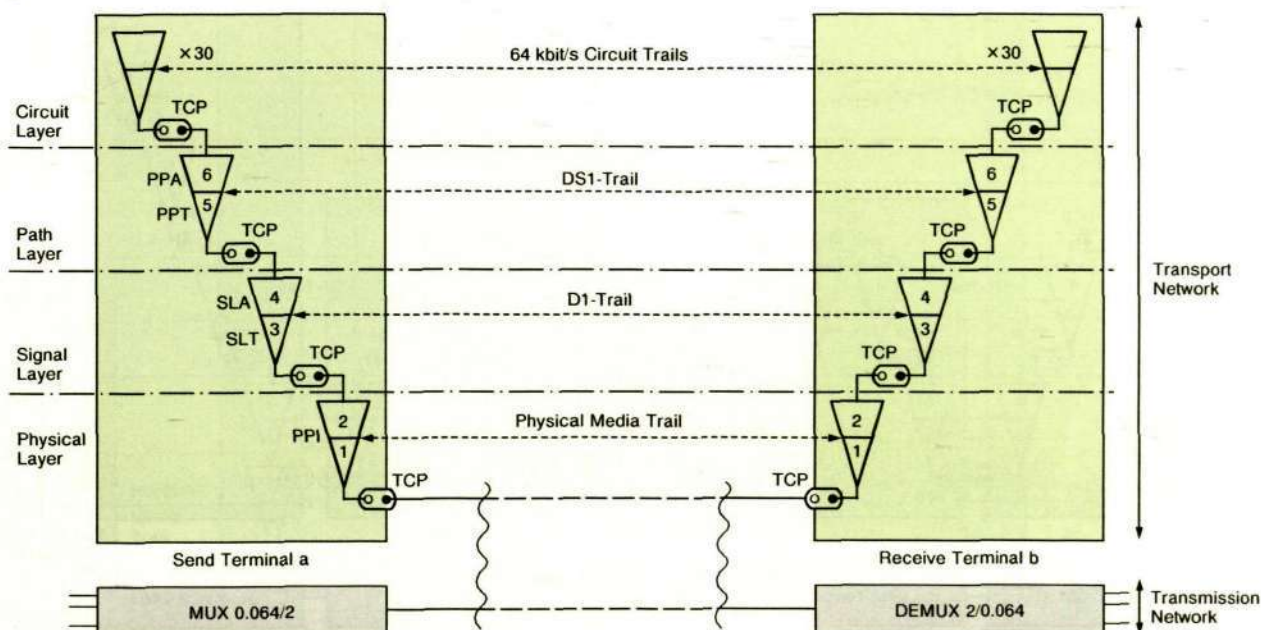 ×30
64 kbit/s Circuit Trails
×30
TCP
TCP
Circuit
Layer
PPA
6
DS1-Trail
6
PPT
5
5
TCP
TCP
Path
Layer
Transport
Network
SLA
4
D1-Trail
4
SLT
3
3
TCP
TCP
Signal
Layer
2
Physical Media Trail
2
PPI
1
1
Physical
Layer
TCP
TCP
Send Terminal a
Receive Terminal b
MUX 0.064/2
DEMUX 2/0.064
Transmission
Network